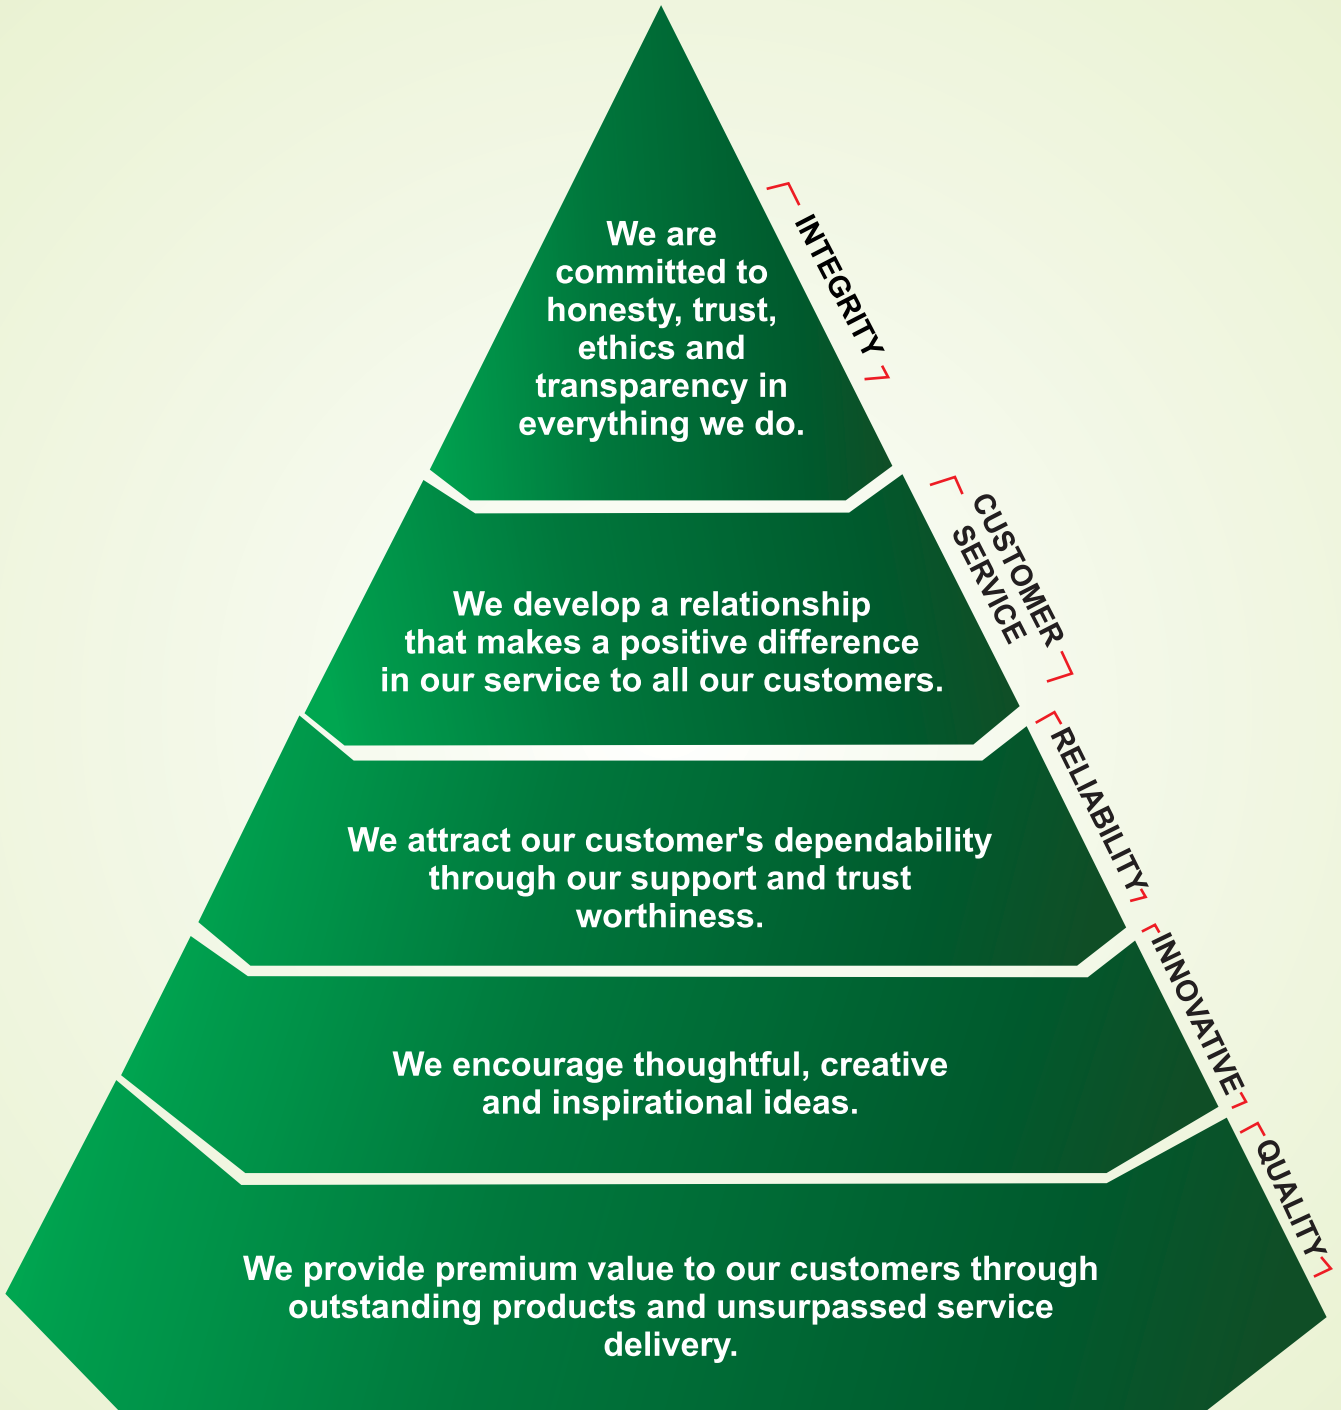 We are
committed to
honesty, trust,
ethics and
transparency in
everything we do.
INTEGRITY
We develop a relationship
that makes a positive difference
in our service to all our customers.
CUSTOMER
SERVICE
We attract our customer's dependability
through our support and trust
worthiness.
RELIABILITY
We encourage thoughtful, creative
and inspirational ideas.
INNOVATIVE
We provide premium value to our customers through
outstanding products and unsurpassed service
delivery.
QUALITY